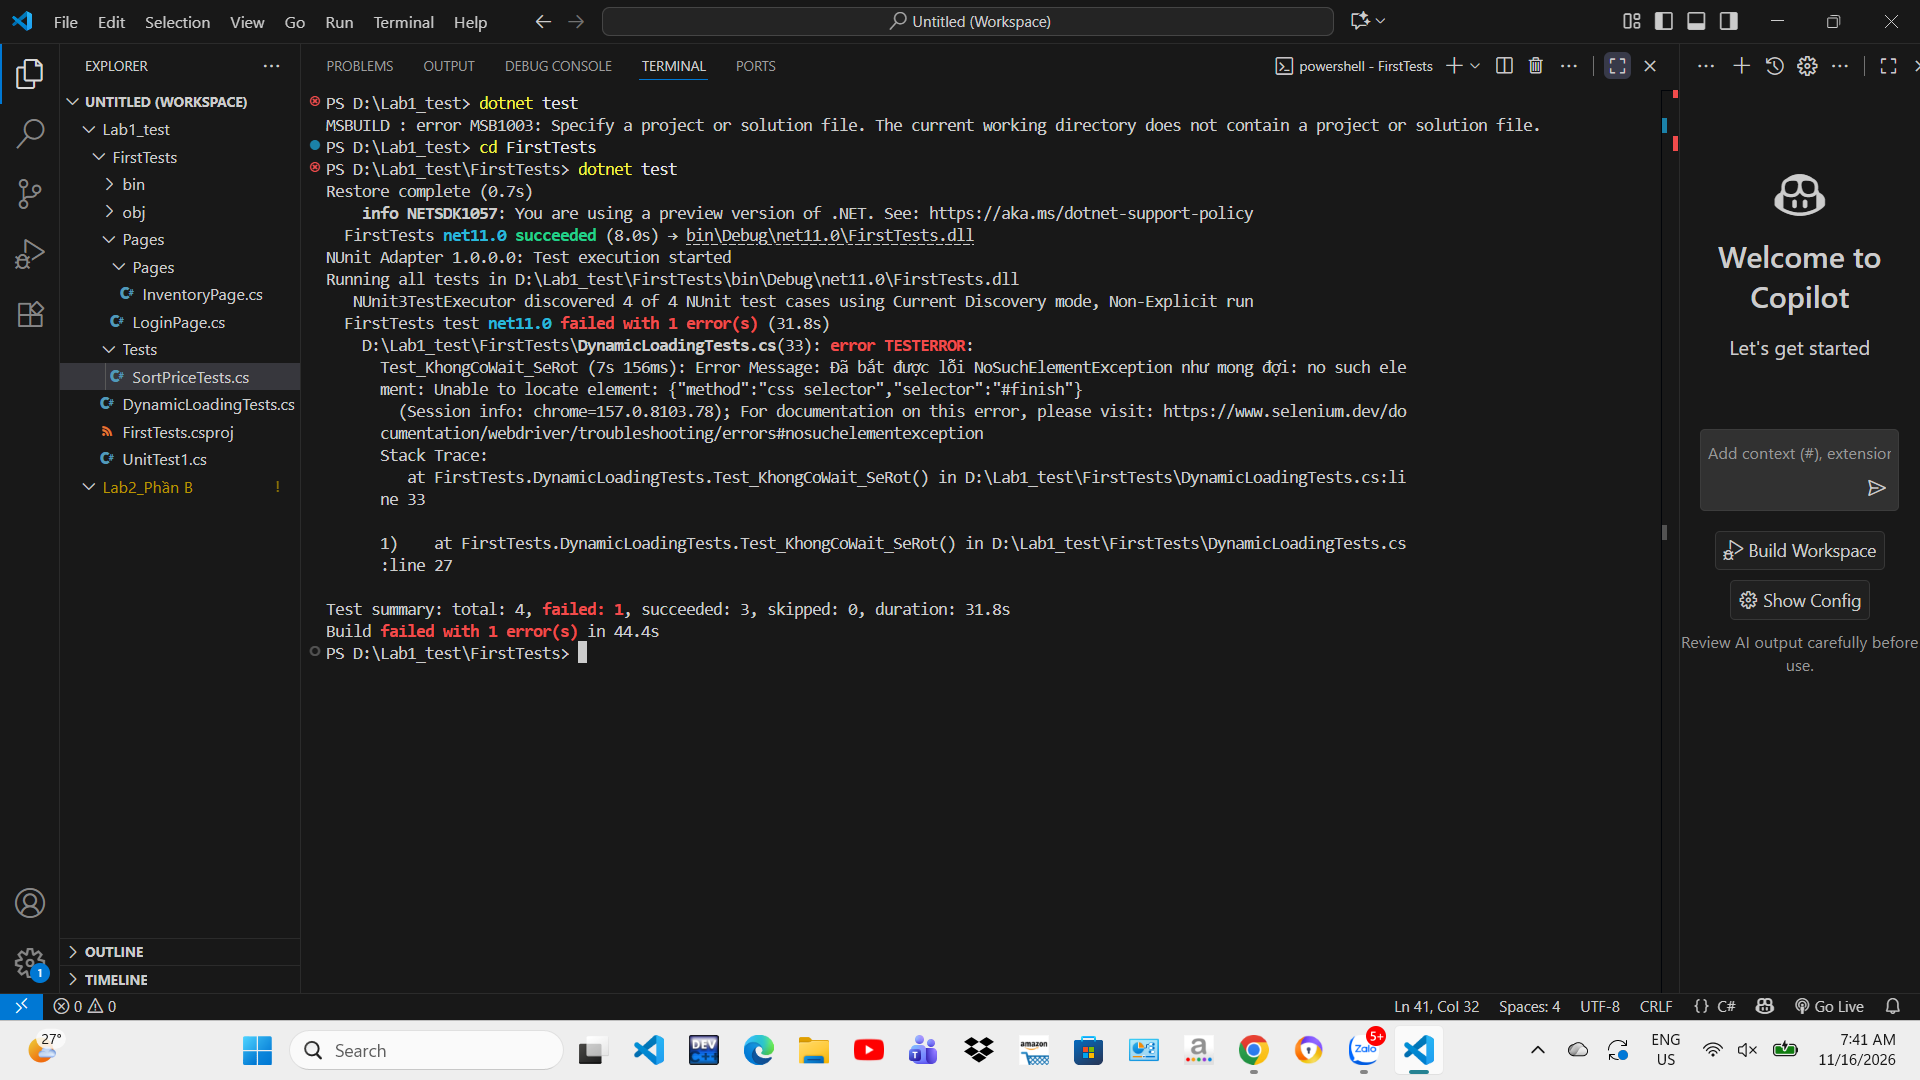 File Edit Selection View Go Run Terminal Help
Untitled (Workspace)
EXPLORER
UNTITLED (WORKSPACE)
Lab1_test
FirstTests
bin
obj
Pages
Pages
InventoryPage.cs
LoginPage.cs
Tests
SortPriceTests.cs
DynamicLoadingTests.cs
FirstTests.csproj
UnitTest1.cs
Lab2_Phần B !
OUTLINE
TIMELINE
PROBLEMS OUTPUT DEBUG CONSOLE TERMINAL PORTS
powershell - FirstTests
PS D:\Lab1_test> dotnet test
MSBUILD : error MSB1003: Specify a project or solution file. The current working directory does not contain a project or solution file.
PS D:\Lab1_test> cd FirstTests
PS D:\Lab1_test\FirstTests> dotnet test
Restore complete (0.7s)
info NETSDK1057: You are using a preview version of .NET. See: https://aka.ms/dotnet-support-policy
FirstTests net11.0 succeeded (8.0s) → bin\Debug\net11.0\FirstTests.dll
NUnit Adapter 1.0.0.0: Test execution started
Running all tests in D:\Lab1_test\FirstTests\bin\Debug\net11.0\FirstTests.dll
NUnit3TestExecutor discovered 4 of 4 NUnit test cases using Current Discovery mode, Non-Explicit run
FirstTests test net11.0 failed with 1 error(s) (31.8s)
D:\Lab1_test\FirstTests\DynamicLoadingTests.cs(33): error TESTERROR:
Test_KhongCoWait_SeRot (7s 156ms): Error Message: Đã bắt được lỗi NoSuchElementException như mong đợi: no such ele
ment: Unable to locate element: {"method":"css selector","selector":"#finish"}
(Session info: chrome=157.0.8103.78); For documentation on this error, please visit: https://www.selenium.dev/do
cumentation/webdriver/troubleshooting/errors#nosuchelementexception
Stack Trace:
at FirstTests.DynamicLoadingTests.Test_KhongCoWait_SeRot() in D:\Lab1_test\FirstTests\DynamicLoadingTests.cs:li
ne 33
1) at FirstTests.DynamicLoadingTests.Test_KhongCoWait_SeRot() in D:\Lab1_test\FirstTests\DynamicLoadingTests.cs
:line 27
Test summary: total: 4, failed: 1, succeeded: 3, skipped: 0, duration: 31.8s
Build failed with 1 error(s) in 44.4s
PS D:\Lab1_test\FirstTests>
Welcome to
Copilot
Let's get started
Add context (#), extension
Build Workspace
Show Config
Review AI output carefully before
use.
1
0 0
Ln 41, Col 32 Spaces: 4 UTF-8 CRLF {} C# Go Live
27°
Search
DEV
C++
amazon
a
Zalo
5+
ENG
US
7:41 AM
11/16/2026